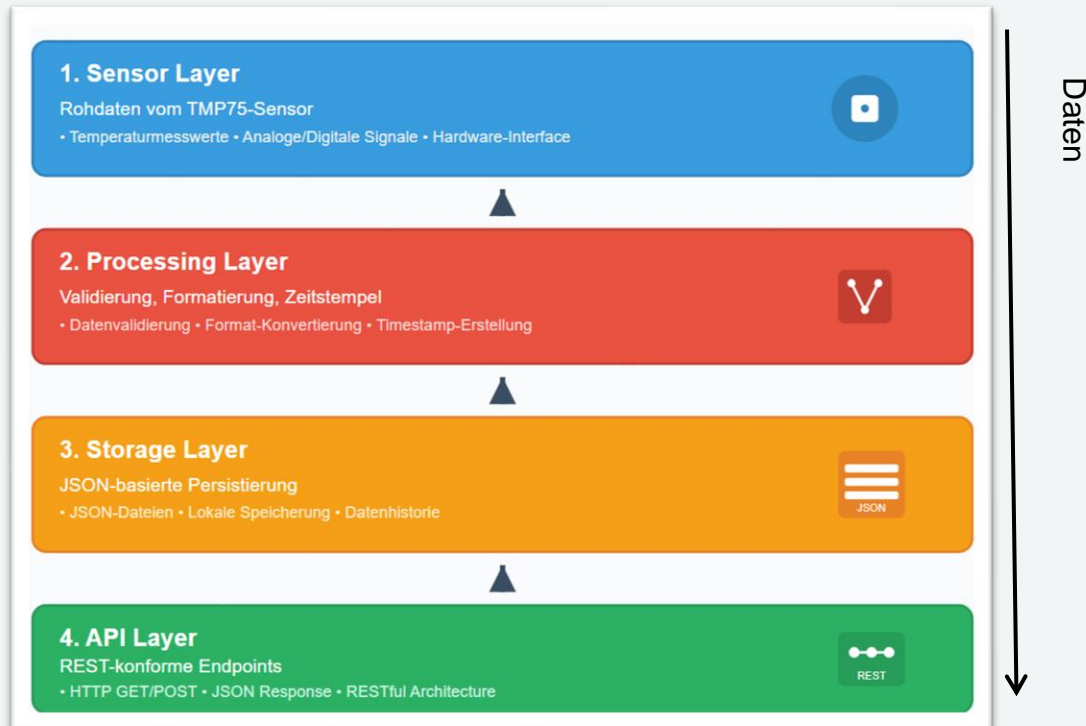 1. Sensor Layer
Rohdaten vom TMP75-Sensor
• Temperaturmesswerte • Analoge/Digitale Signale • Hardware-Interface
2. Processing Layer
Validierung, Formatierung, Zeitstempel
• Datenvalidierung • Format-Konvertierung • Timestamp-Erstellung
3. Storage Layer
JSON-basierte Persistierung
• JSON-Dateien • Lokale Speicherung • Datenhistorie
JSON
4. API Layer
REST-konforme Endpoints
• HTTP GET/POST • JSON Response • RESTful Architecture
REST
Daten